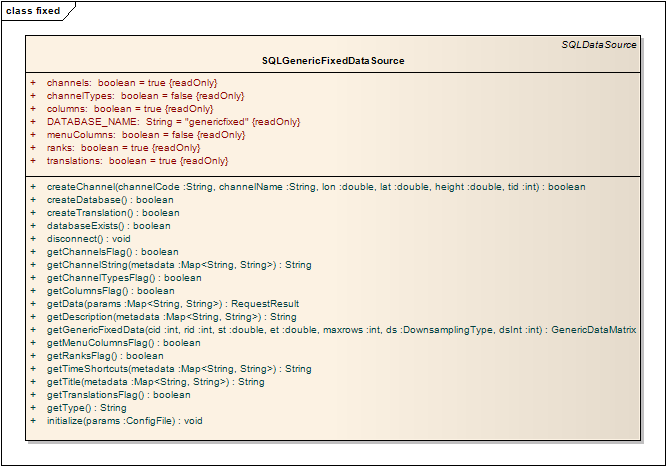 class fixed
SQLDataSource
SQLGenericFixedDataSource
+ channels: boolean = true {readOnly}
+ channelTypes: boolean = false {readOnly}
+ columns: boolean = true {readOnly}
+ DATABASE_NAME: String = "genericfixed" {readOnly}
+ menuColumns: boolean = false {readOnly}
+ ranks: boolean = true {readOnly}
+ translations: boolean = true {readOnly}
+ createChannel(channelCode :String, channelName :String, lon :double, lat :double, height :double, tid :int) : boolean
+ createDatabase() : boolean
+ createTranslation() : boolean
+ databaseExists() : boolean
+ disconnect() : void
+ getChannelsFlag() : boolean
+ getChannelString(metadata :Map<String, String>) : String
+ getChannelTypesFlag() : boolean
+ getColumnsFlag() : boolean
+ getData(params :Map<String, String>) : RequestResult
+ getDescription(metadata :Map<String, String>) : String
+ getGenericFixedData(cid :int, rid :int, st :double, et :double, maxrows :int, ds :DownsamplingType, dsInt :int) : GenericDataMatrix
+ getMenuColumnsFlag() : boolean
+ getRanksFlag() : boolean
+ getTimeShortcuts(metadata :Map<String, String>) : String
+ getTitle(metadata :Map<String, String>) : String
+ getTranslationsFlag() : boolean
+ getType() : String
+ initialize(params :ConfigFile) : void